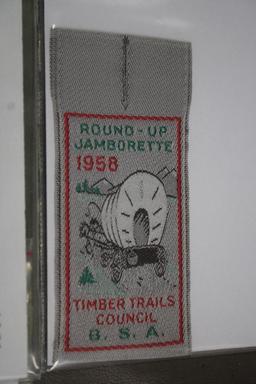 ROUND-UP
JAMBORETTE
1958
TIMBER TRAILS
COUNCIL
B. S. A.